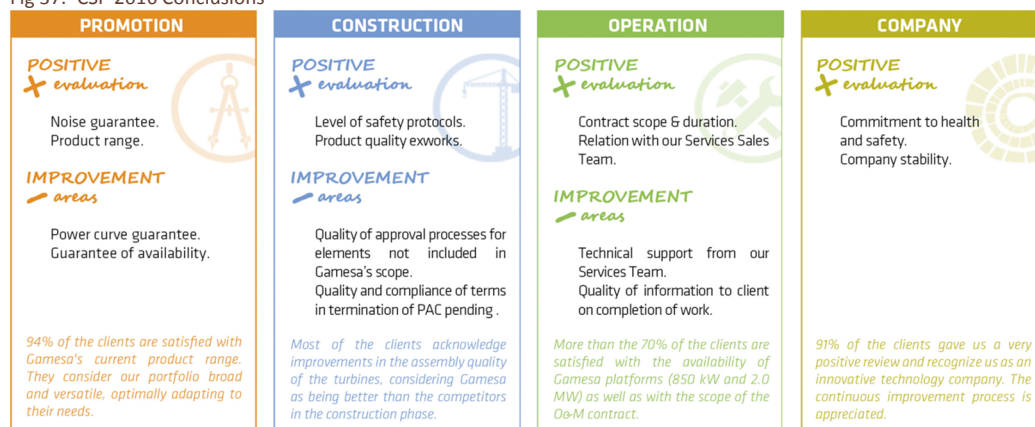 Fig 37: CSP 2016 Conclusions
PROMOTION
POSITIVE
+ evaluation
Noise guarantee.
Product range.
IMPROVEMENT
- areas
Power curve guarantee.
Guarantee of availability.
94% of the clients are satisfied with
Gamesa's current product range.
They consider our portfolio broad
and versatile, optimally adapting to
their needs.
CONSTRUCTION
POSITIVE
+ evaluation
Level of safety protocols.
Product quality exworks.
IMPROVEMENT
- areas
Quality of approval processes for
elements not included in
Gamesa's scope.
Quality and compliance of terms
in termination of PAC pending .
Most of the clients acknowledge
improvements in the assembly quality
of the turbines, considering Gamesa
as being better than the competitors
in the construction phase.
OPERATION
POSITIVE
+ evaluation
Contract scope & duration.
Relation with our Services Sales
Team.
IMPROVEMENT
- areas
Technical support from our
Services Team.
Quality of information to client
on completion of work.
More than the 70% of the clients are
satisfied with the availability of
Gamesa platforms (850 kW and 2.0
MW) as well as with the scope of the
O&M contract.
COMPANY
POSITIVE
+ evaluation
Commitment to health
and safety.
Company stability.
91% of the clients gave us a very
positive review and recognize us as an
innovative technology company. The
continuous improvement process is
appreciated.